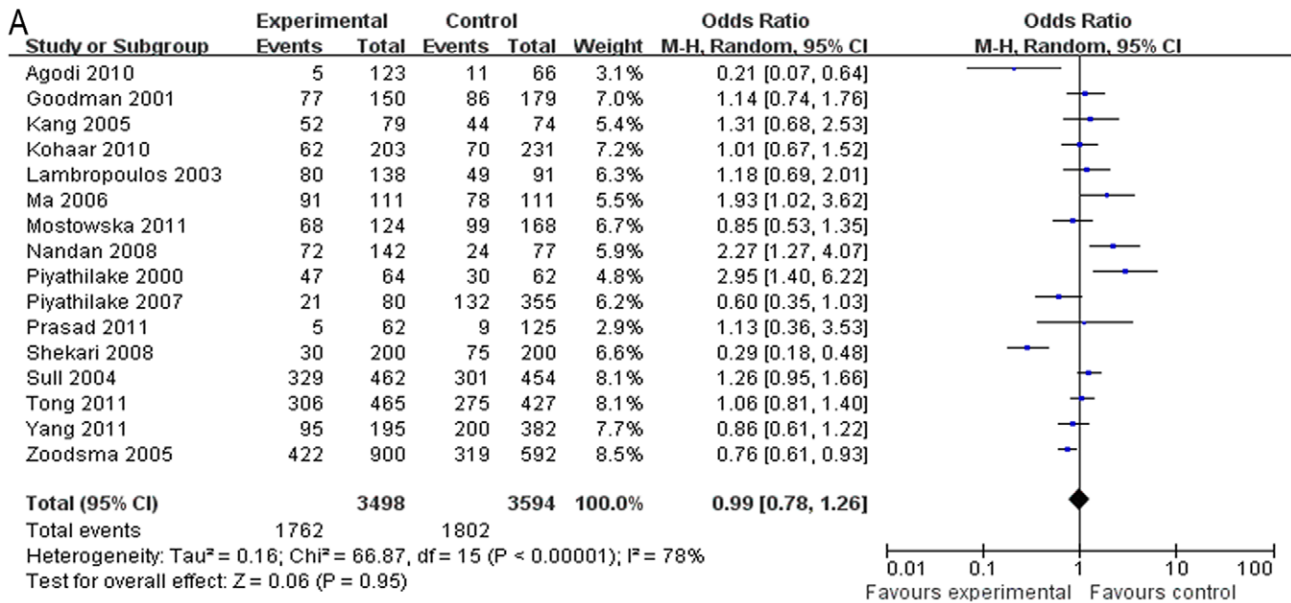 A
Experimental Control Odds Ratio Odds Ratio
Study or Subgroup Events Total Events Total Weight M-H, Random, 95% CI M-H, Random, 95% CI
Agodi 2010 5 123 11 66 3.1% 0.21 [0.07, 0.64]
Goodman 2001 77 150 86 179 7.0% 1.14 [0.74, 1.76]
Kang 2005 52 79 44 74 5.4% 1.31 [0.68, 2.53]
Kohaar 2010 62 203 70 231 7.2% 1.01 [0.67, 1.52]
Lambropoulos 2003 80 138 49 91 6.3% 1.18 [0.69, 2.01]
Ma 2006 91 111 78 111 5.5% 1.93 [1.02, 3.62]
Mostowska 2011 68 124 99 168 6.7% 0.85 [0.53, 1.35]
Nandan 2008 72 142 24 77 5.9% 2.27 [1.27, 4.07]
Piyathilake 2000 47 64 30 62 4.8% 2.95 [1.40, 6.22]
Piyathilake 2007 21 80 132 355 6.2% 0.60 [0.35, 1.03]
Prasad 2011 5 62 9 125 2.9% 1.13 [0.36, 3.53]
Shekari 2008 30 200 75 200 6.6% 0.29 [0.18, 0.48]
Sull 2004 329 462 301 454 8.1% 1.26 [0.95, 1.66]
Tong 2011 306 465 275 427 8.1% 1.06 [0.81, 1.40]
Yang 2011 95 195 200 382 7.7% 0.86 [0.61, 1.22]
Zoodsma 2005 422 900 319 592 8.5% 0.76 [0.61, 0.93]
Total (95% CI) 3498 3594 100.0% 0.99 [0.78, 1.26]
Total events 1762 1802
Heterogeneity: Tau² = 0.16; Chi² = 66.87, df = 15 (P < 0.00001); I² = 78%
Test for overall effect: Z = 0.06 (P = 0.95)
0.01 0.1 1 10 100
Favours experimental Favours control